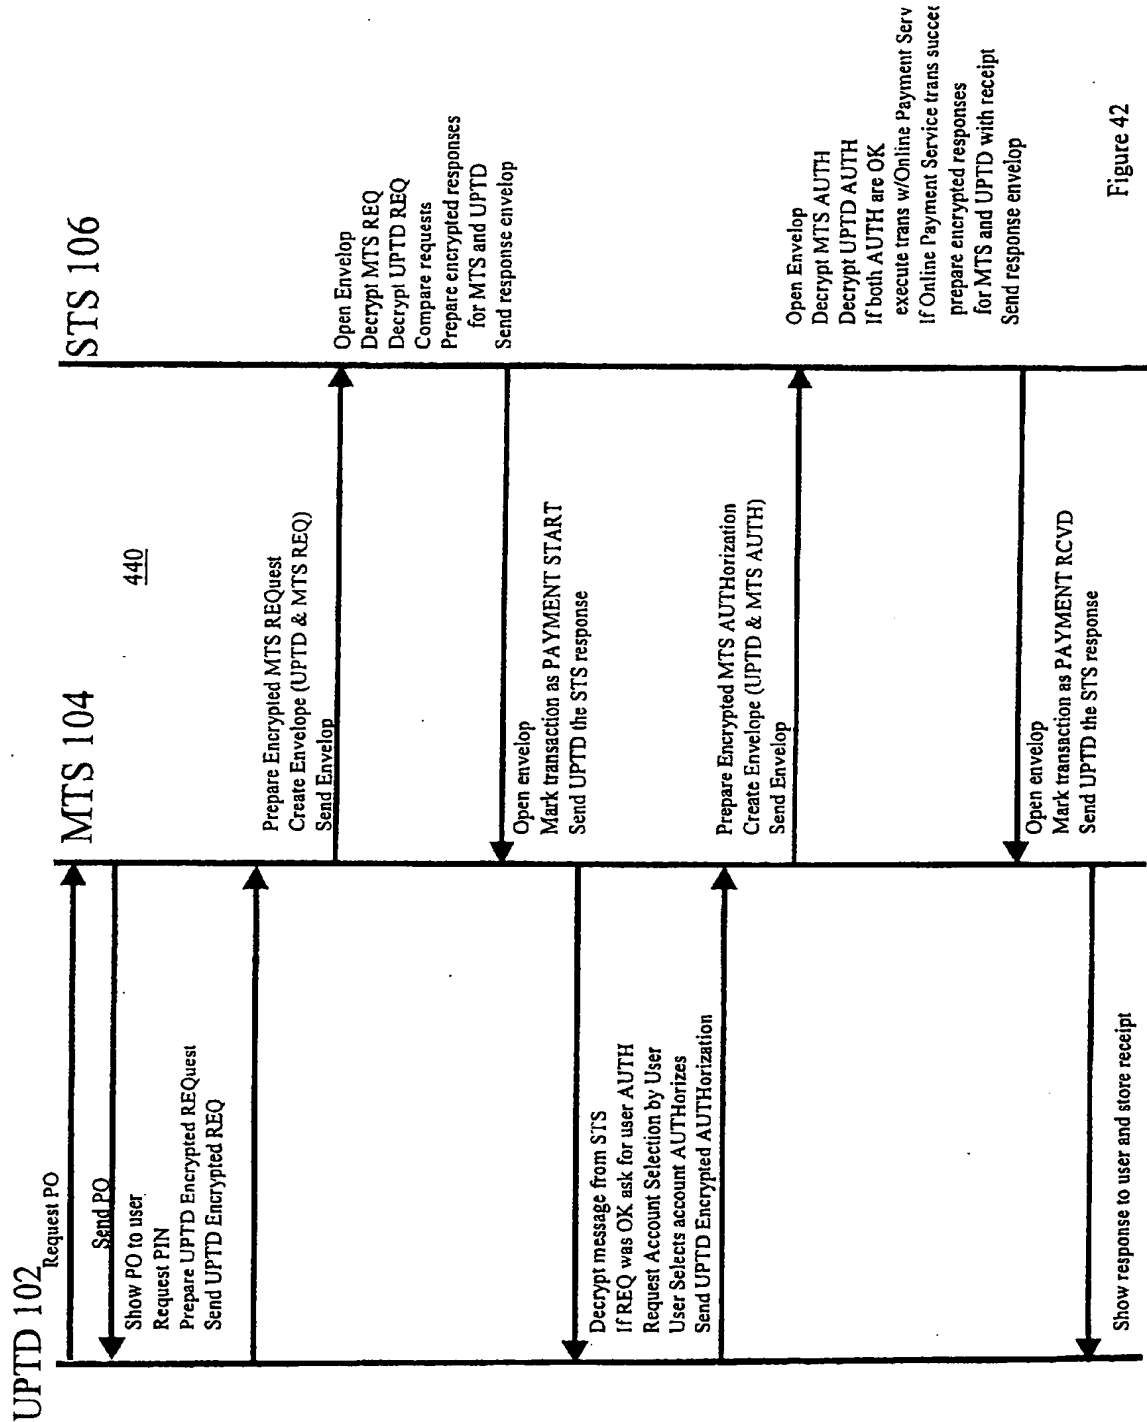 UPTD 102
MTS 104
STS 106
440
Request PO
Send PO
Show PO to user
Request PIN
Prepare UPTD Encrypted REQuest
Send UPTD Encrypted REQ
Prepare Encrypted MTS REQuest
Create Envelope (UPTD & MTS REQ)
Send Envelop
Open Envelop
Decrypt MTS REQ
Decrypt UPTD REQ
Compare requests
Prepare encrypted responses
for MTS and UPTD
Send response envelop
Open envelop
Mark transaction as PAYMENT START
Send UPTD the STS response
Decrypt message from STS
If REQ was OK ask for user AUTH
Request Account Selection by User
User Selects account AUTHorizes
Send UPTD Encrypted AUTHorization
Prepare Encrypted MTS AUTHorization
Create Envelope (UPTD & MTS AUTH)
Send Envelop
Open Envelop
Decrypt MTS AUTH
Decrypt UPTD AUTH
If both AUTH are OK
execute trans w/Online Payment Serv
If Online Payment Service trans succee
prepare encrypted responses
for MTS and UPTD with receipt
Send response envelop
Open envelop
Mark transaction as PAYMENT RCVD
Send UPTD the STS response
Show response to user and store receipt
Figure 42